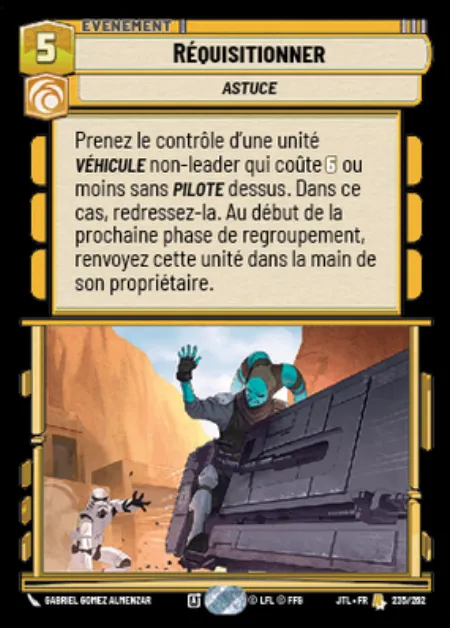 ÉVÉNEMENT
5
RÉQUISITIONNER
ASTUCE
Prenez le contrôle d'une unité
VÉHICULE non-leader qui coûte 6 ou
moins sans PILOTE dessus. Dans ce
cas, redressez-la. Au début de la
prochaine phase de regroupement,
renvoyez cette unité dans la main de
son propriétaire.
GABRIEL GOMEZ ALMENZAR
A
© LFL © FFG
JTL • FR
235/262